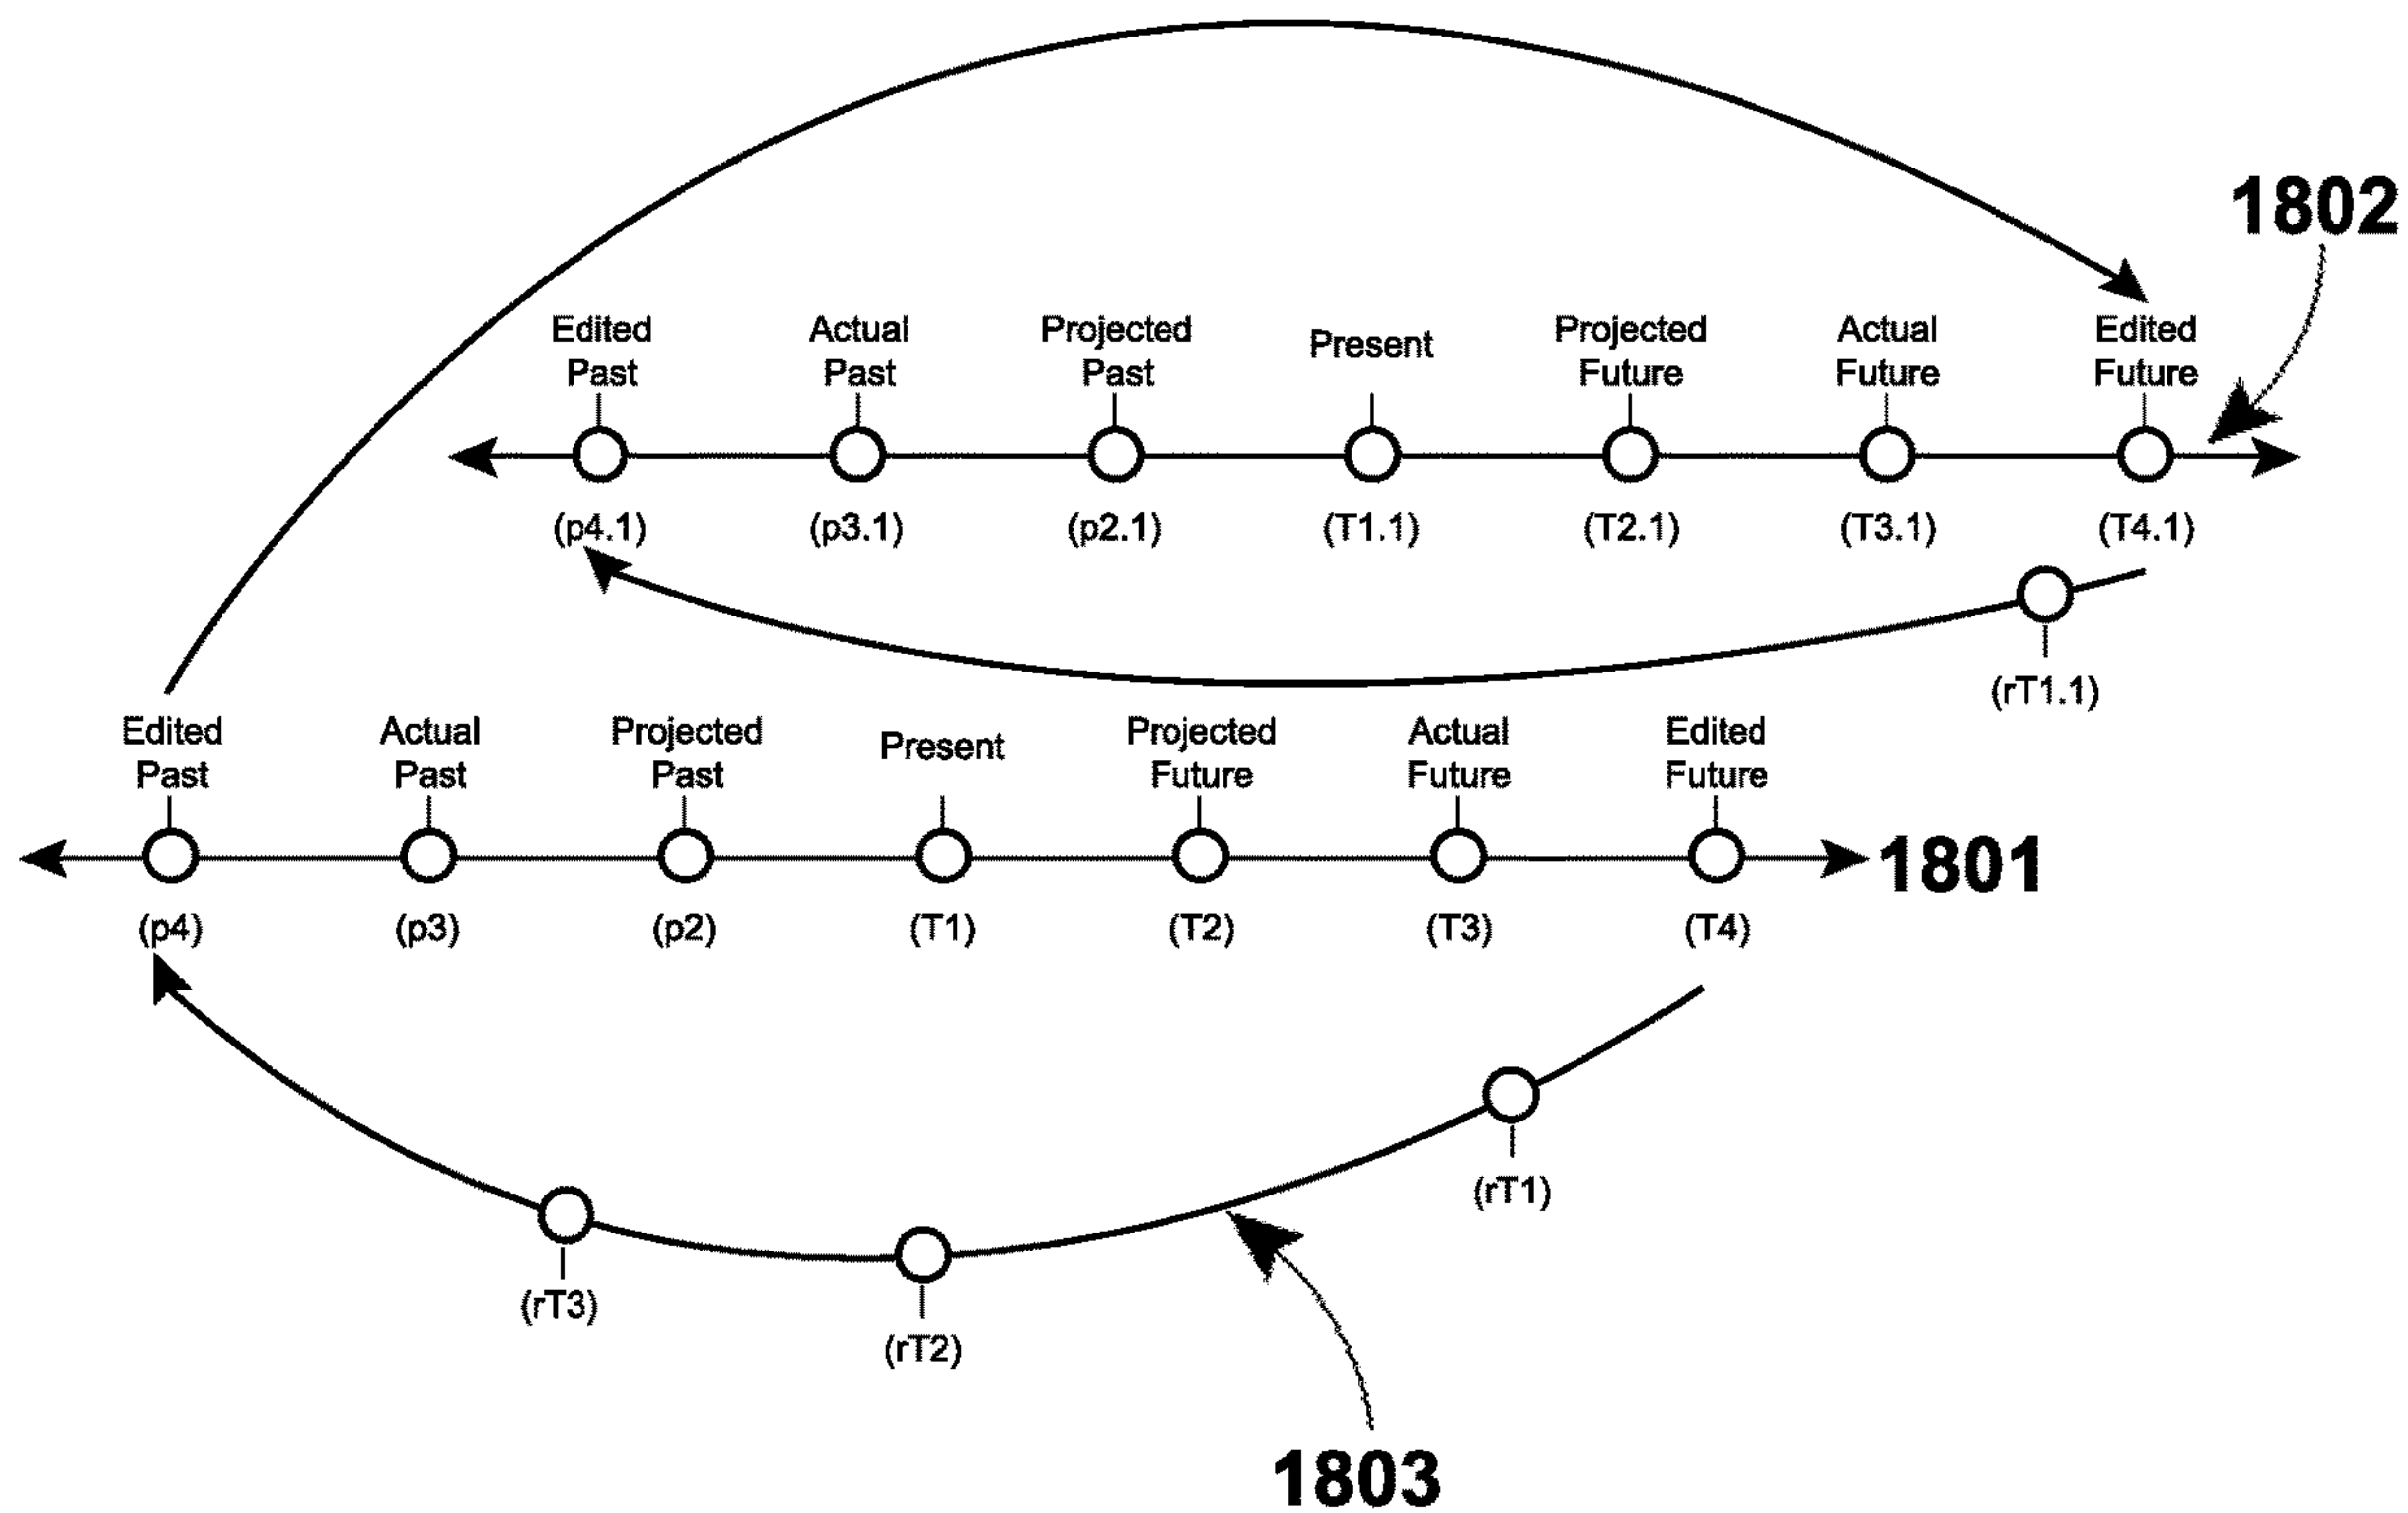 1802
Edited Past
Actual Past
Projected Past
Present
Projected Future
Actual Future
Edited Future
(p4.1) (p3.1) (p2.1) (T1.1) (T2.1) (T3.1) (T4.1)
(rT1.1)
Edited Past
Actual Past
Projected Past
Present
Projected Future
Actual Future
Edited Future
1801
(p4) (p3) (p2) (T1) (T2) (T3) (T4)
(rT1)
(rT3)
(rT2)
1803